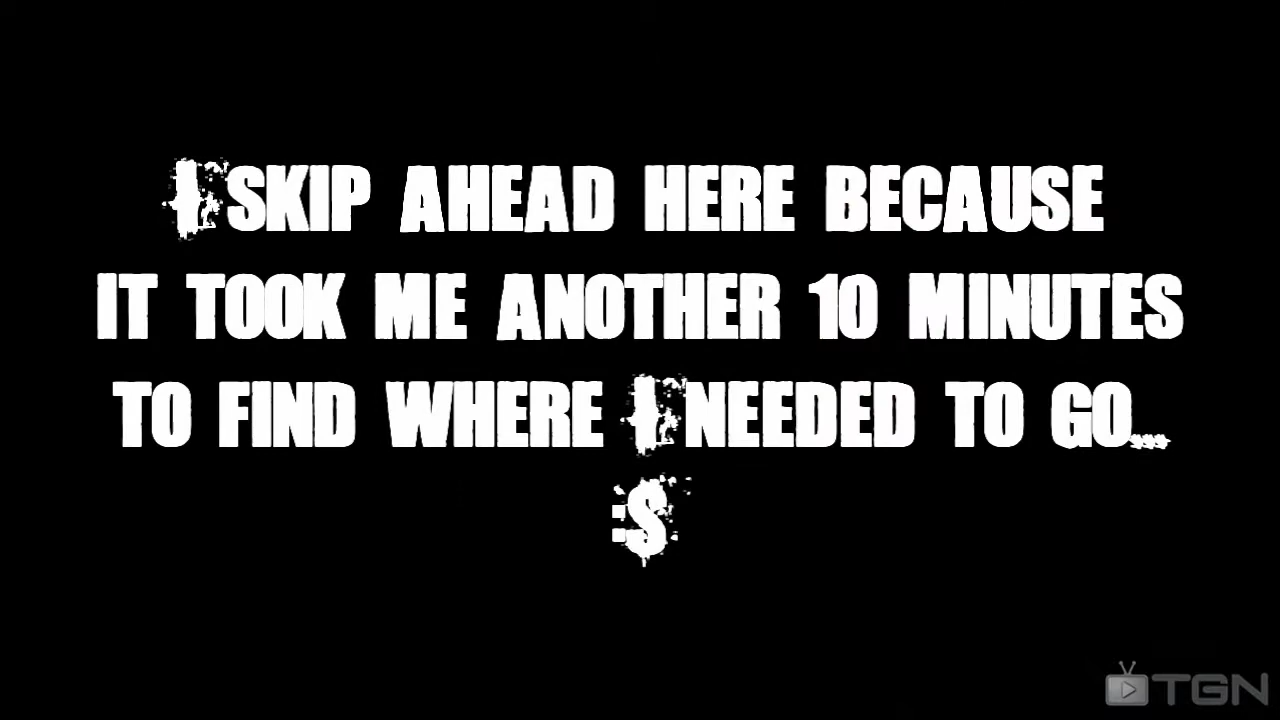 I SKIP AHEAD HERE BECAUSE
IT TOOK ME ANOTHER 10 MINUTES
TO FIND WHERE I NEEDED TO GO...
:S
TGN